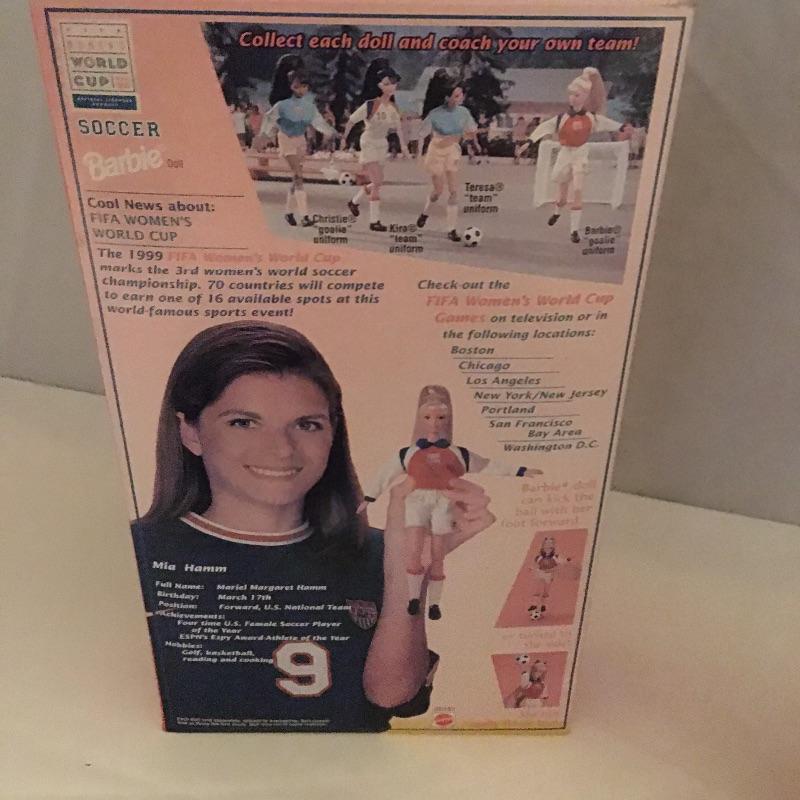 Collect each doll and coach your own team!
WORLD
CUP
SOCCER
Barbie Doll
Christie®
"goalie"
uniform
Kira®
"team"
uniform
Teresa®
"team"
uniform
Barbie®
"goalie"
uniform
Cool News about:
FIFA WOMEN'S
WORLD CUP
The 1999 FIFA Women's World Cup
marks the 3rd women's world soccer
championship. 70 countries will compete
to earn one of 16 available spots at this
world-famous sports event!
Check out the
FIFA Women's World Cup
Games on television or in
the following locations:
Boston
Chicago
Los Angeles
New York/New Jersey
Portland
San Francisco
Bay Area
Washington D.C.
Barbie® doll
can kick the
ball with her
foot forward
or turned to
the side!
Mia Hamm
Full Name: Mariel Margaret Hamm
Birthday: March 17th
Position: Forward, U.S. National Team
Achievements:
Four time U.S. Female Soccer Player
of the Year
ESPN's Espy Award-Athlete of the Year
Hobbies:
Golf, basketball,
reading and cooking
9